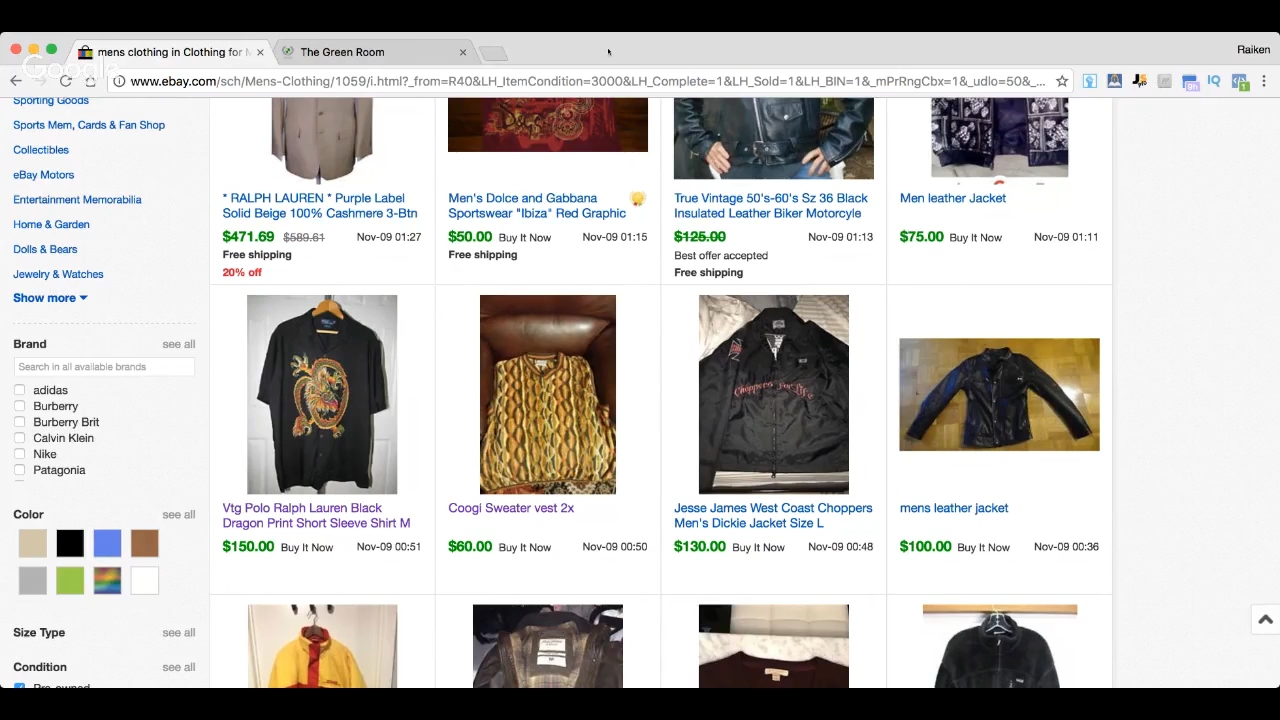 mens clothing in Clothing for M
The Green Room
Raiken
Google
www.ebay.com/sch/Mens-Clothing/1059/i.html?_from=R40&LH_ItemCondition=3000&LH_Complete=1&LH_Sold=1&LH_BIN=1&_mPrRngCbx=1&_udlo=50&_...
9h
IQ
1
Sporting Goods
Sports Mem, Cards & Fan Shop
Collectibles
eBay Motors
Entertainment Memorabilia
Home & Garden
Dolls & Bears
Jewelry & Watches
Show more
Brand see all
Search in all available brands
adidas
Burberry
Burberry Brit
Calvin Klein
Nike
Patagonia
Color see all
Size Type see all
Condition see all
Pre-owned
* RALPH LAUREN * Purple Label
Solid Beige 100% Cashmere 3-Btn
$471.69 $589.61 Nov-09 01:27
Free shipping
20% off
Men's Dolce and Gabbana
Sportswear "Ibiza" Red Graphic
$50.00 Buy It Now Nov-09 01:15
Free shipping
True Vintage 50's-60's Sz 36 Black
Insulated Leather Biker Motorcyle
$125.00 Nov-09 01:13
Best offer accepted
Free shipping
Men leather Jacket
$75.00 Buy It Now Nov-09 01:11
Vtg Polo Ralph Lauren Black
Dragon Print Short Sleeve Shirt M
$150.00 Buy It Now Nov-09 00:51
Coogi Sweater vest 2x
$60.00 Buy It Now Nov-09 00:50
Choppers For Life
Jesse James West Coast Choppers
Men's Dickie Jacket Size L
$130.00 Buy It Now Nov-09 00:48
mens leather jacket
$100.00 Buy It Now Nov-09 00:36